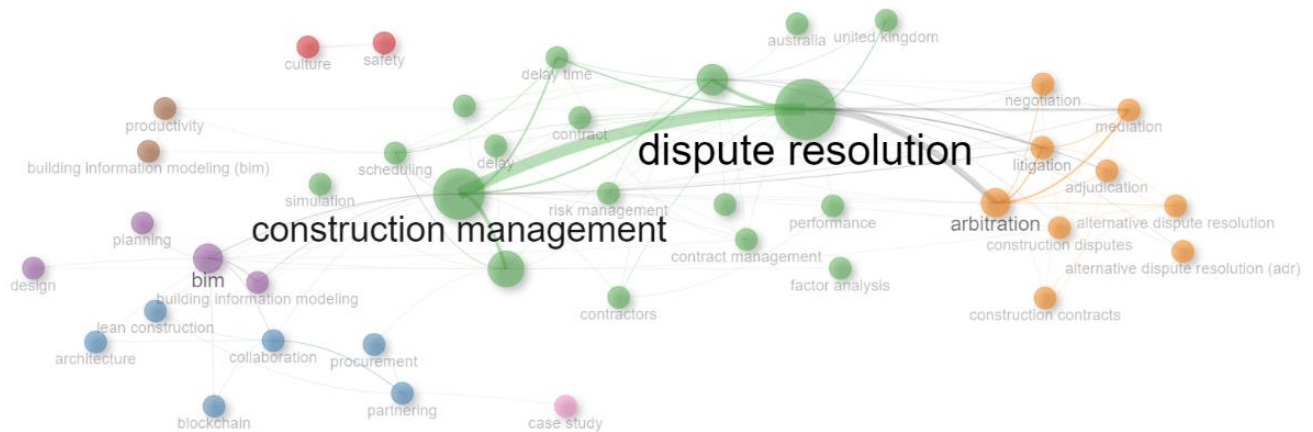 australia
united kingdom
culture
safety
delay time
negotiation
mediation
productivity
contract
building information modeling (bim)
scheduling
delay
dispute resolution
litigation
adjudication
simulation
risk management
performance
arbitration
alternative dispute resolution
planning
construction management
construction disputes
contract management
alternative dispute resolution (adr)
design
bim
building information modeling
factor analysis
contractors
construction contracts
lean construction
architecture
collaboration
procurement
blockchain
partnering
case study